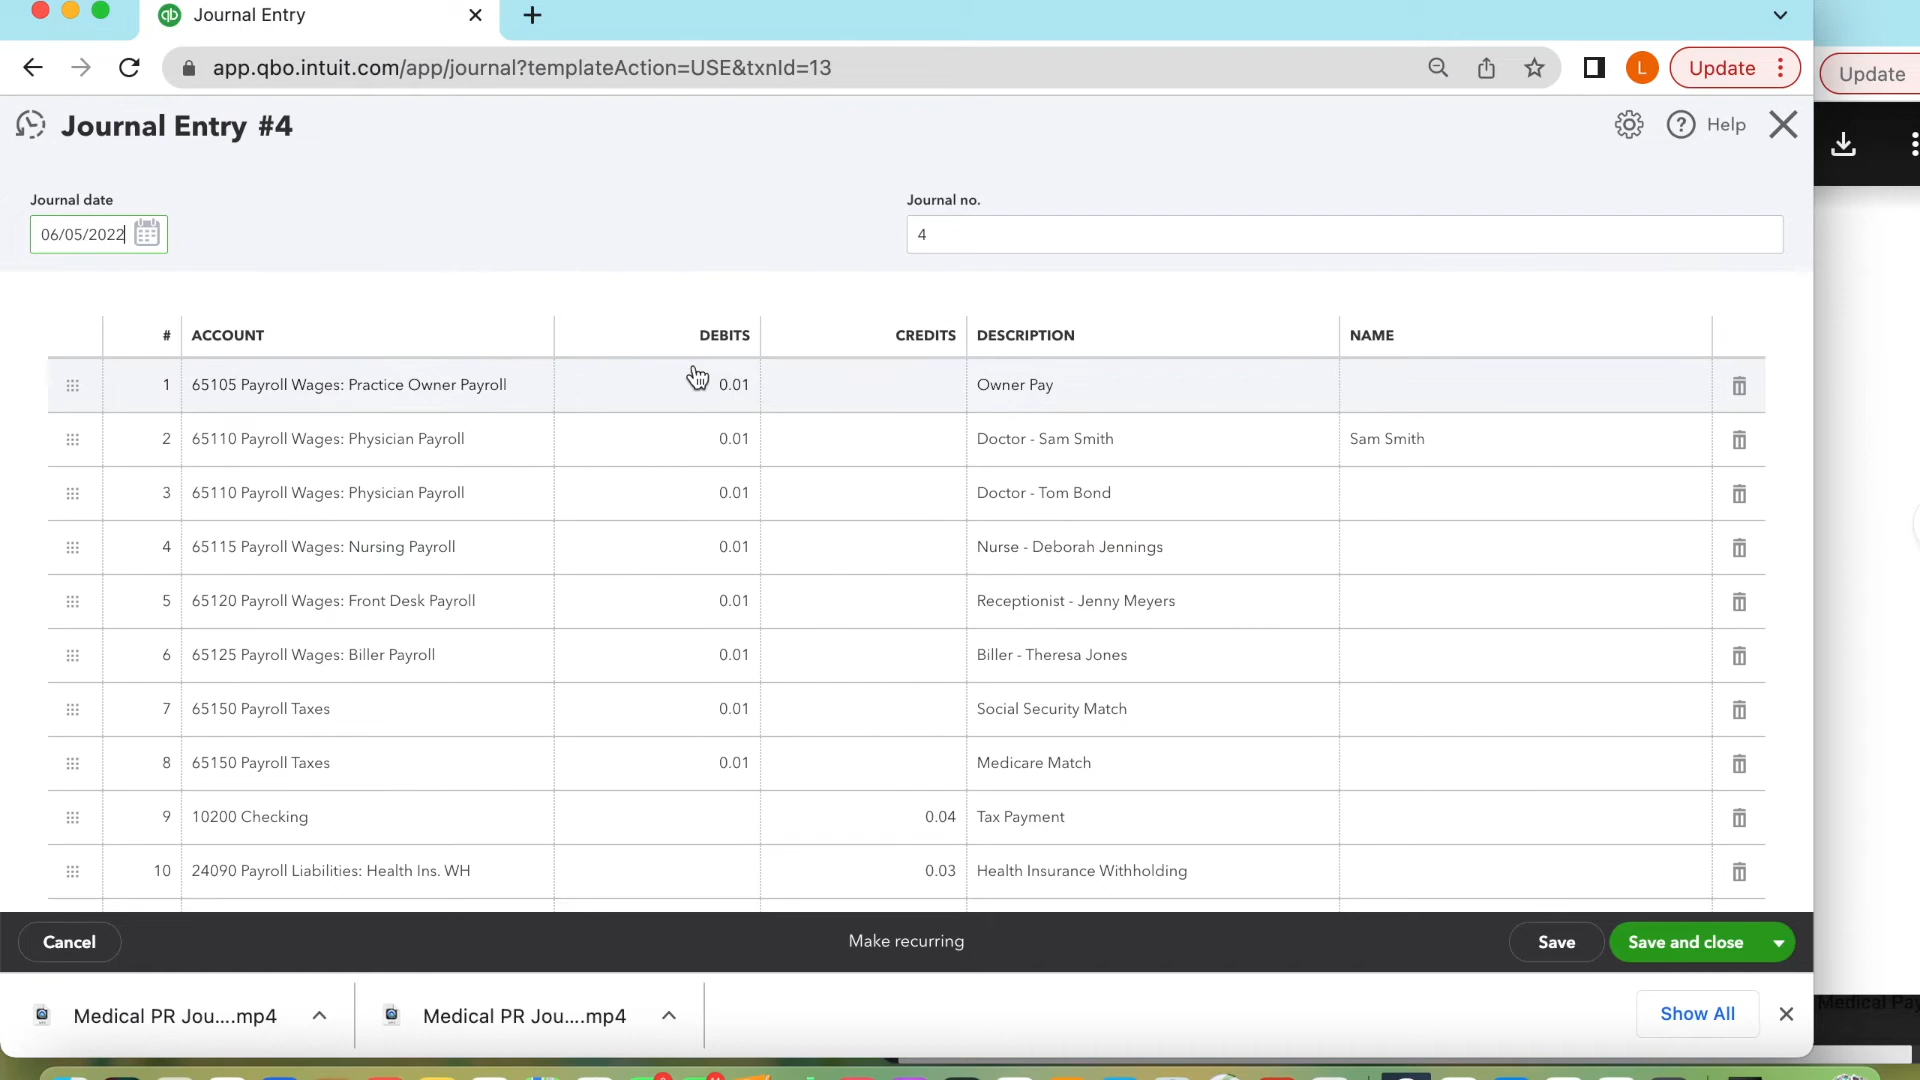 Journal Entry
app.qbo.intuit.com/app/journal?templateAction=USE&txnId=13
L
Update
Update
Journal Entry #4
Help
Journal date
Journal no.
06/05/2022
4
# ACCOUNT DEBITS CREDITS DESCRIPTION NAME
1 65105 Payroll Wages: Practice Owner Payroll 0.01 Owner Pay
2 65110 Payroll Wages: Physician Payroll 0.01 Doctor - Sam Smith Sam Smith
3 65110 Payroll Wages: Physician Payroll 0.01 Doctor - Tom Bond
4 65115 Payroll Wages: Nursing Payroll 0.01 Nurse - Deborah Jennings
5 65120 Payroll Wages: Front Desk Payroll 0.01 Receptionist - Jenny Meyers
6 65125 Payroll Wages: Biller Payroll 0.01 Biller - Theresa Jones
7 65150 Payroll Taxes 0.01 Social Security Match
8 65150 Payroll Taxes 0.01 Medicare Match
9 10200 Checking 0.04 Tax Payment
10 24090 Payroll Liabilities: Health Ins. WH 0.03 Health Insurance Withholding
Cancel Make recurring Save Save and close
Medical PR Jou....mp4
Medical PR Jou....mp4
Show All
Medical Pay